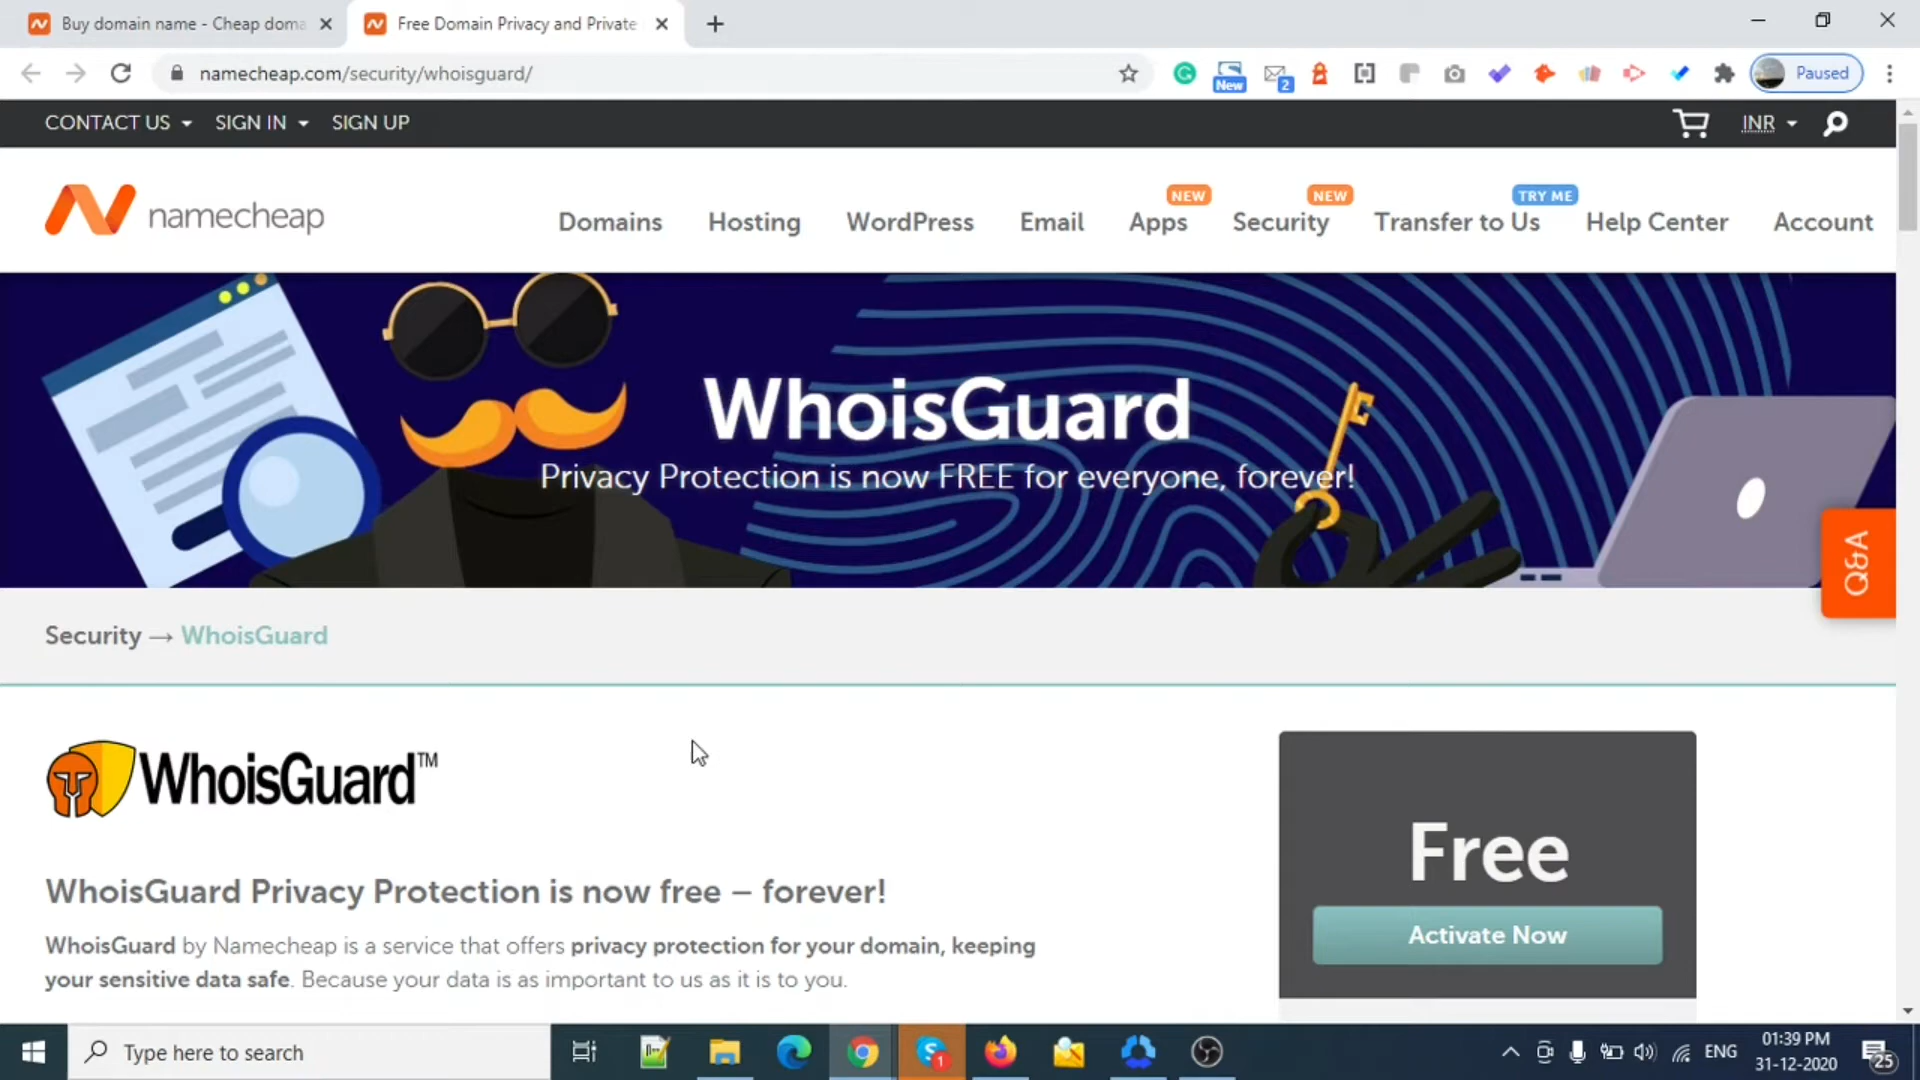 Buy domain name - Cheap doma
Free Domain Privacy and Private
namecheap.com/security/whoisguard/
New
2
Paused
CONTACT US
SIGN IN
SIGN UP
INR
namecheap
Domains
Hosting
WordPress
Email
Apps
NEW
Security
NEW
Transfer to Us
TRY ME
Help Center
Account
WhoisGuard
Privacy Protection is now FREE for everyone, forever!
Q&A
Security → WhoisGuard
WhoisGuard™
WhoisGuard Privacy Protection is now free – forever!
WhoisGuard by Namecheap is a service that offers privacy protection for your domain, keeping
your sensitive data safe. Because your data is as important to us as it is to you.
Free
Activate Now
Type here to search
1
ENG
01:39 PM
31-12-2020
25